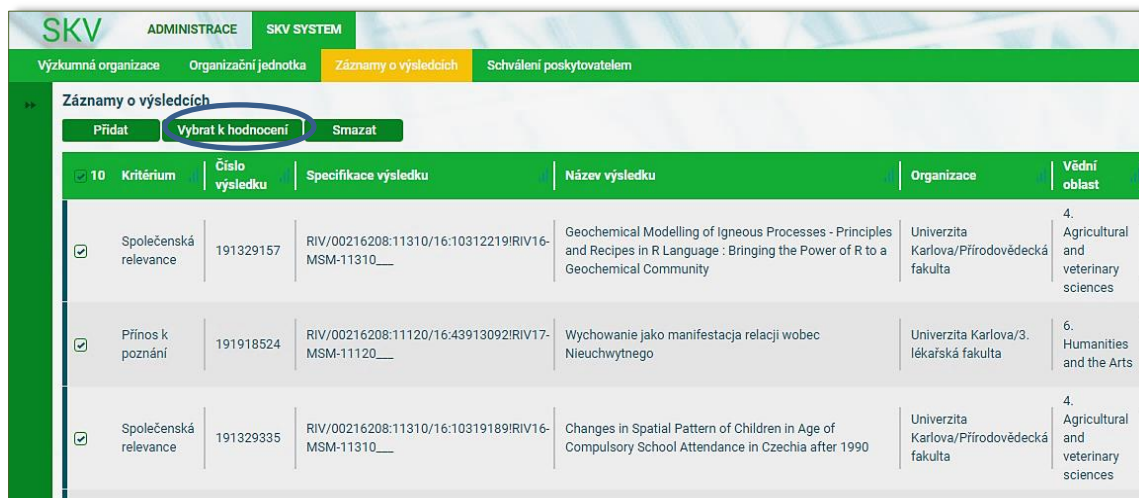 SKV ADMINISTRACE SKV SYSTEM
Výzkumná organizace Organizační jednotka Záznamy o výsledcích Schválení poskytovatelem
Záznamy o výsledcích
Přidat Vybrat k hodnocení Smazat
10 Kritérium Číslo výsledku Specifikace výsledku Název výsledku Organizace Vědní oblast
Společenská relevance
191329157
RIV/00216208:11310/16:10312219!RIV16-
MSM-11310___
Geochemical Modelling of Igneous Processes - Principles
and Recipes in R Language : Bringing the Power of R to a
Geochemical Community
Univerzita
Karlova/Přírodovědecká
fakulta
4.
Agricultural
and
veterinary
sciences
Přínos k
poznání
191918524
RIV/00216208:11120/16:43913092!RIV17-
MSM-11120___
Wychowanie jako manifestacja relacji wobec
Nieuchwytnego
Univerzita Karlova/3.
lékařská fakulta
6.
Humanities
and the Arts
Společenská
relevance
191329335
RIV/00216208:11310/16:10319189!RIV16-
MSM-11310___
Changes in Spatial Pattern of Children in Age of
Compulsory School Attendance in Czechia after 1990
Univerzita
Karlova/Přírodovědecká
fakulta
4.
Agricultural
and
veterinary
sciences